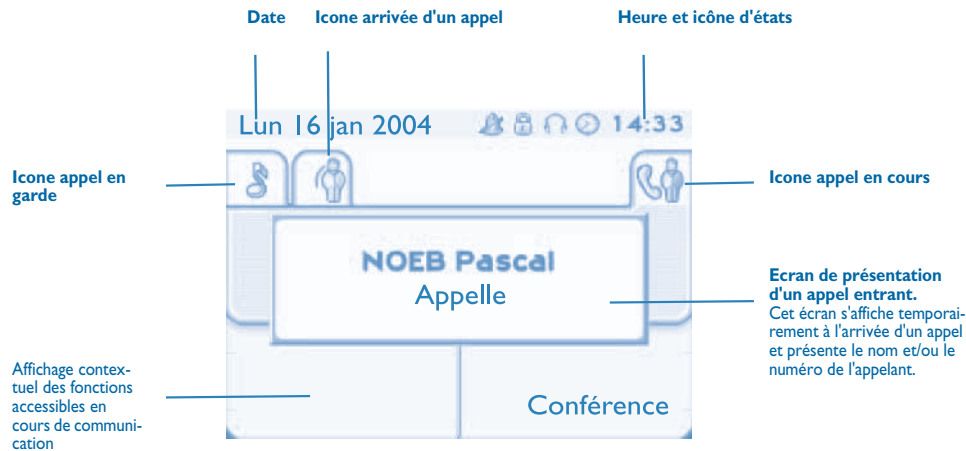 Date
Icone arrivée d'un appel
Heure et icône d'états
Lun 16 jan 2004
14:33
Icone appel en
garde
Icone appel en cours
NOEB Pascal
Appelle
Ecran de présentation
d'un appel entrant.
Cet écran s'affiche temporai-
rement à l'arrivée d'un appel
et présente le nom et/ou le
numéro de l'appelant.
Affichage contex-
tuel des fonctions
accessibles en
cours de communi-
cation
Conférence